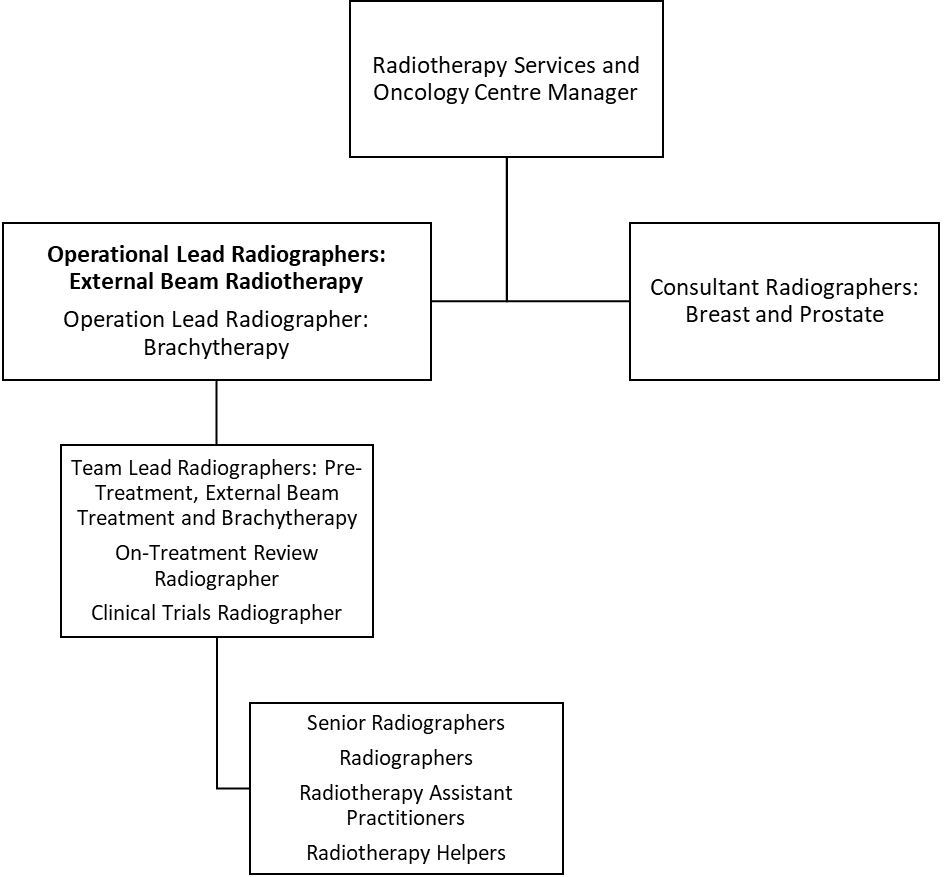 Radiotherapy Services and
Oncology Centre Manager
Operational Lead Radiographers:
External Beam Radiotherapy
Operation Lead Radiographer:
Brachytherapy
Consultant Radiographers:
Breast and Prostate
Team Lead Radiographers: Pre-
Treatment, External Beam
Treatment and Brachytherapy
On-Treatment Review
Radiographer
Clinical Trials Radiographer
Senior Radiographers
Radiographers
Radiotherapy Assistant
Practitioners
Radiotherapy Helpers